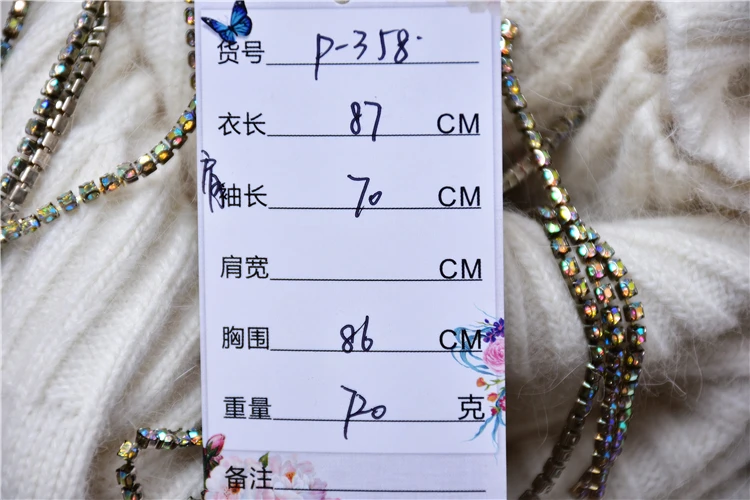 货号 P-358
衣长 87 CM
肩袖长 70 CM
肩宽 CM
胸围 86 CM
重量 720 克
备注